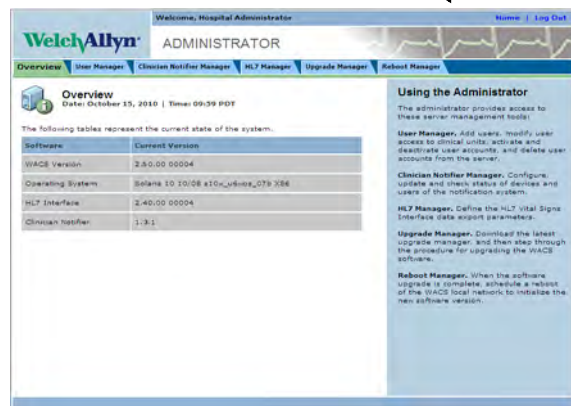 Welcome, Hospital Administrator
Home | Log Out
WelchAllyn®
ADMINISTRATOR
Overview
User Manager
Clinician Notifier Manager
HL7 Manager
Upgrade Manager
Reboot Manager
Overview
Date: October 15, 2010 | Time: 09:39 PDT
The following tables represent the current state of the system.
Software Current Version
WACS Version 2.50.00 00004
Operating System Solaris 10 10/08 X86
HL7 Interface 2.40.00 00004
Clinician Notifier 1.3.1
Using the Administrator
The administrator provides access to
these server management tools:
User Manager. Add users, modify user
access to clinical units, activate and
deactivate user accounts, and delete user
accounts from the server.
Clinician Notifier Manager. Configure,
update and check status of devices and
users of the notification system.
HL7 Manager. Define the HL7 Vital Signs
Interface data export parameters.
Upgrade Manager. Download the latest
upgrade manager, and then step through
the procedure for upgrading the WACS
software.
Reboot Manager. When the software
upgrade is complete, schedule a reboot
of the WACS local network to initialize the
new software version.